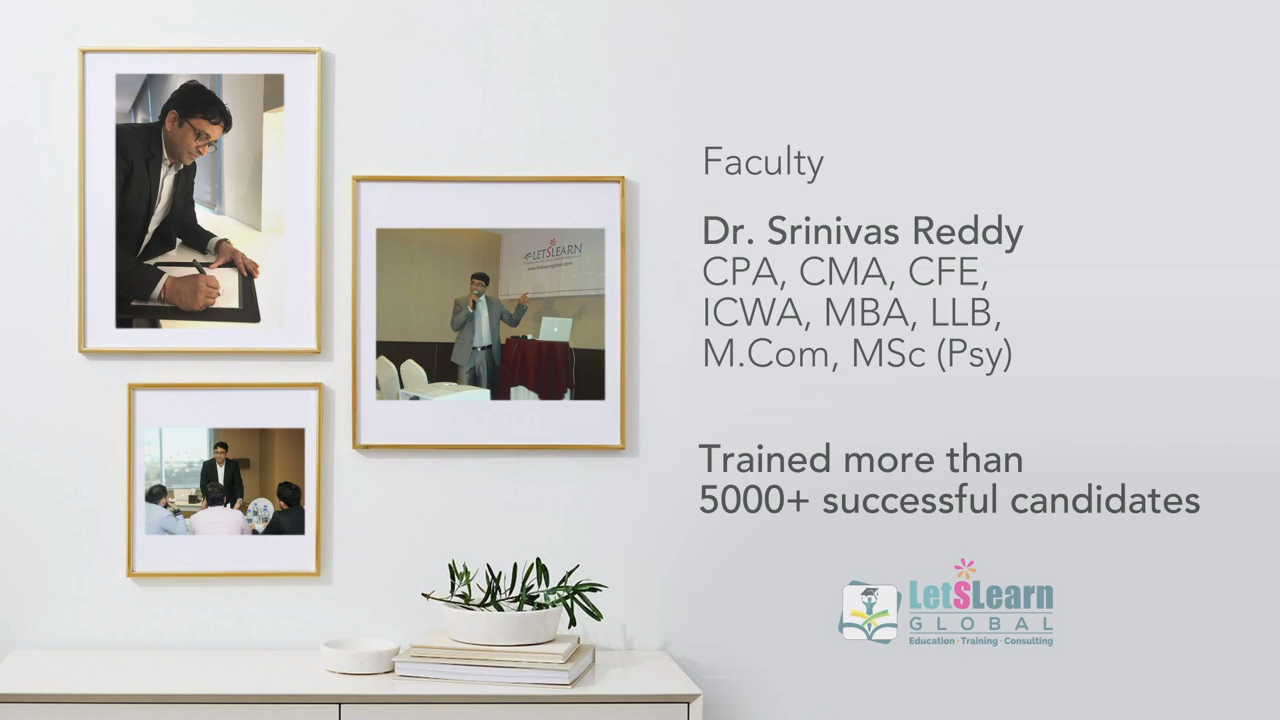 Faculty
Dr. Srinivas Reddy
CPA, CMA, CFE,
ICWA, MBA, LLB,
M.Com, MSc (Psy)
Trained more than
5000+ successful candidates
LETSLEARN
LetSLearn
GLOBAL
Education · Training · Consulting